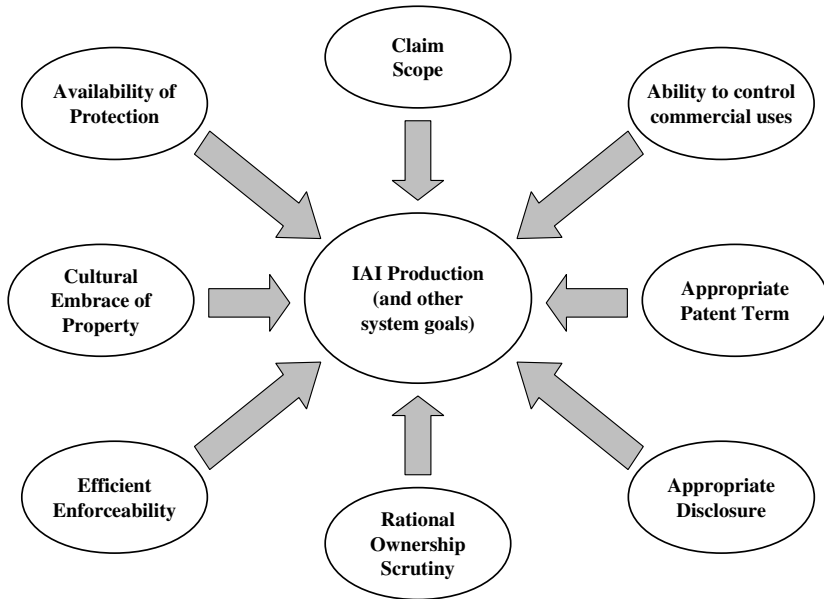 Claim
Scope
Availability of
Protection
Ability to control
commercial uses
Cultural
Embrace of
Property
IAI Production
(and other
system goals)
Appropriate
Patent Term
Efficient
Enforceability
Rational
Ownership
Scrutiny
Appropriate
Disclosure